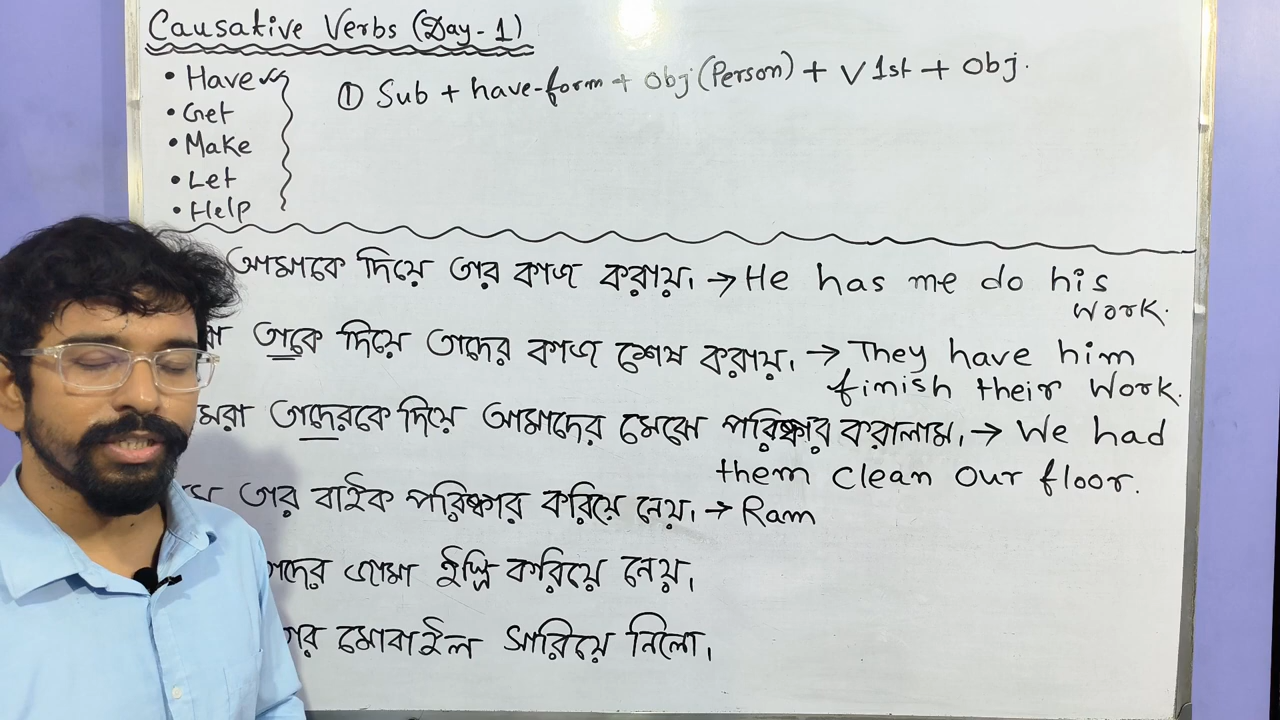 Causative Verbs (Day-1)
• Have
• Get
• Make
• Let
• Help
① Sub + have-form + Obj (Person) + V 1st + Obj.
আমাকে দিয়ে তার কাজ করায়। → He has me do his
work.
তাকে দিয়ে তাদের কাজ শেষ করায়। → They have him
finish their work.
মরা তাদেরকে দিয়ে আমাদের মেঝে পরিষ্কার করালাম। → We had
them clean our floor.
তার বাইক পরিষ্কার করিয়ে নেয়। → Ram
জামা ইস্ত্রি করিয়ে নেয়।
মোবাইল সারিয়ে নিলো।